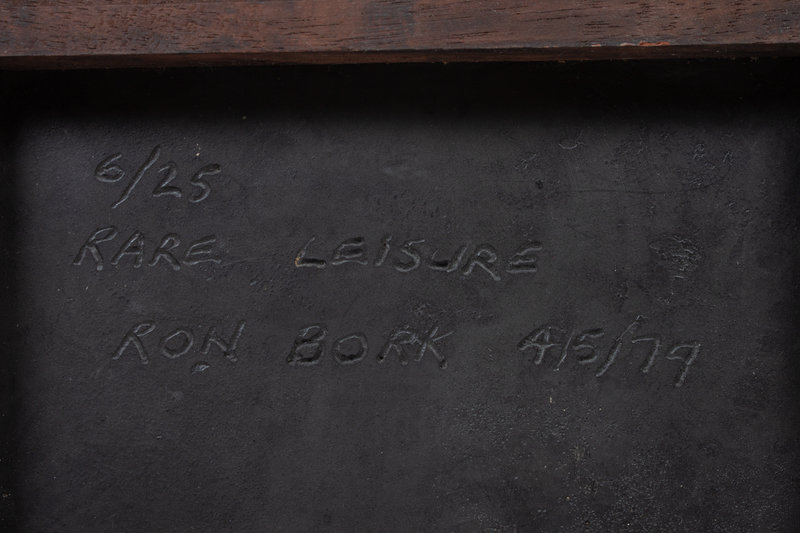 6/25
RARE LEISURE
RON BORK 4/5/79